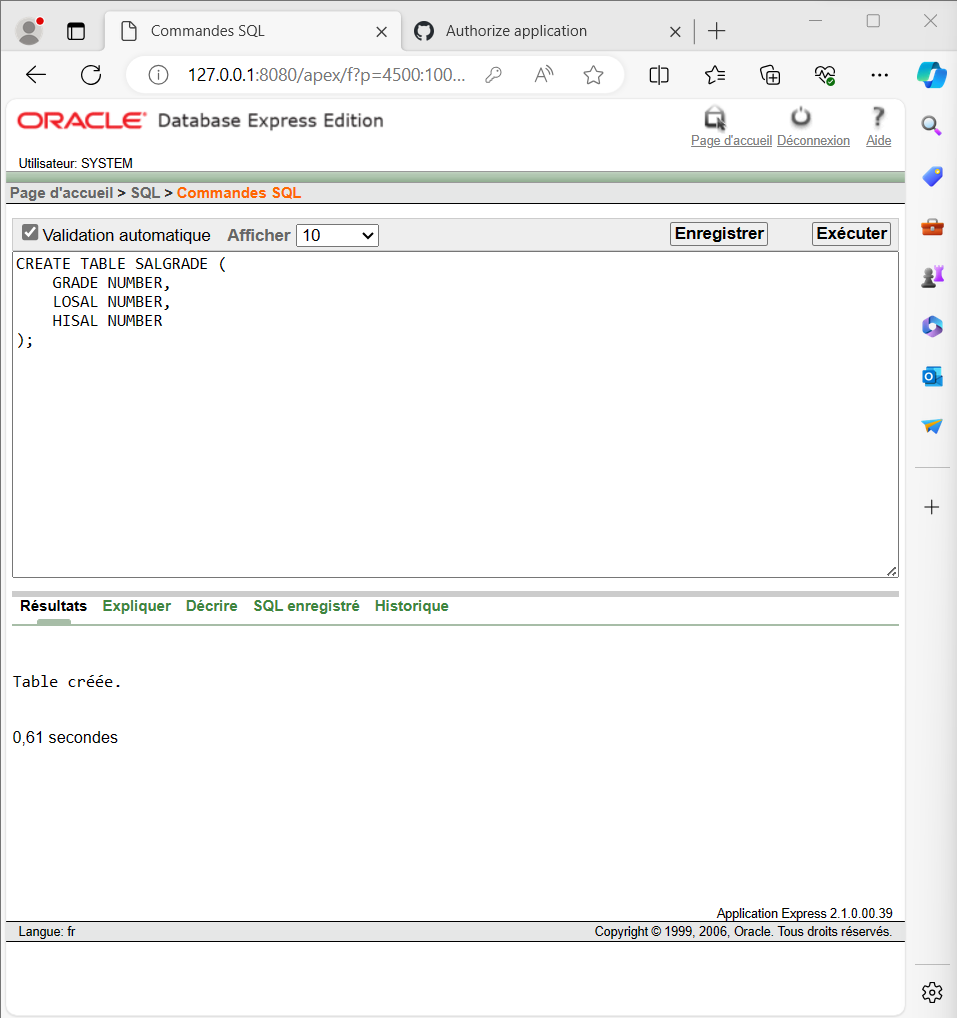 Commandes SQL
Authorize application
127.0.0.1:8080/apex/f?p=4500:100...
ORACLE Database Express Edition
Page d'accueil Déconnexion Aide
Utilisateur: SYSTEM
Page d'accueil > SQL > Commandes SQL
Validation automatique Afficher 10 Enregistrer Exécuter
CREATE TABLE SALGRADE (
    GRADE NUMBER,
    LOSAL NUMBER,
    HISAL NUMBER
);
Résultats Expliquer Décrire SQL enregistré Historique
Table créée.
0,61 secondes
Application Express 2.1.0.00.39
Langue: fr Copyright © 1999, 2006, Oracle. Tous droits réservés.